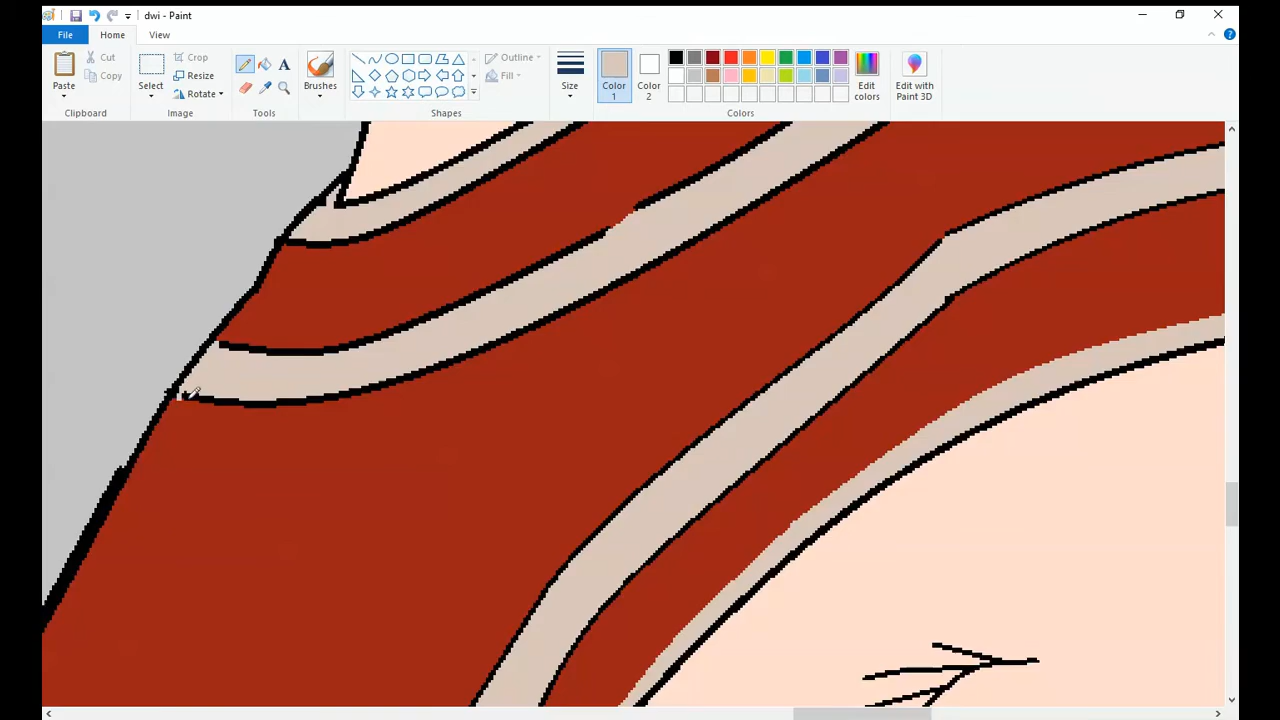 dwi - Paint
File Home View
Paste
Cut
Copy
Clipboard
Select
Crop
Resize
Rotate
Image
A
Tools
Brushes
Outline
Fill
Shapes
Size
Color 1
Color 2
Edit colors
Colors
Edit with Paint 3D